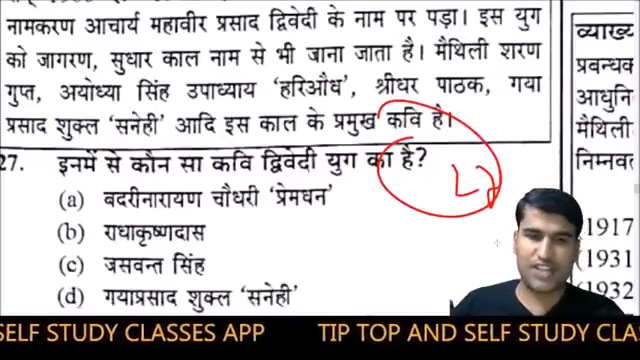 नामकरण आचार्य महावीर प्रसाद द्विवेदी के नाम पर पड़ा। इस युग
को जागरण, सुधार काल नाम से भी जाना जाता है। मैथिली शरण
गुप्त, अयोध्या सिंह उपाध्याय 'हरिऔध', श्रीधर पाठक, गया
प्रसाद शुक्ल 'सनेही' आदि इस काल के प्रमुख कवि है।
27. इनमें से कौन सा कवि द्विवेदी युग का है?
(a) बदरीनारायण चौधरी 'प्रेमघन'
(b) राधाकृष्णदास
(c) जसवन्त सिंह
(d) गयाप्रसाद शुक्ल 'सनेही'
व्याख्य
प्रबन्धक
आधुनि
मैथिली
निम्नवत
1917
(1931
(1932
SELF STUDY CLASSES APP TIP TOP AND SELF STUDY CLA